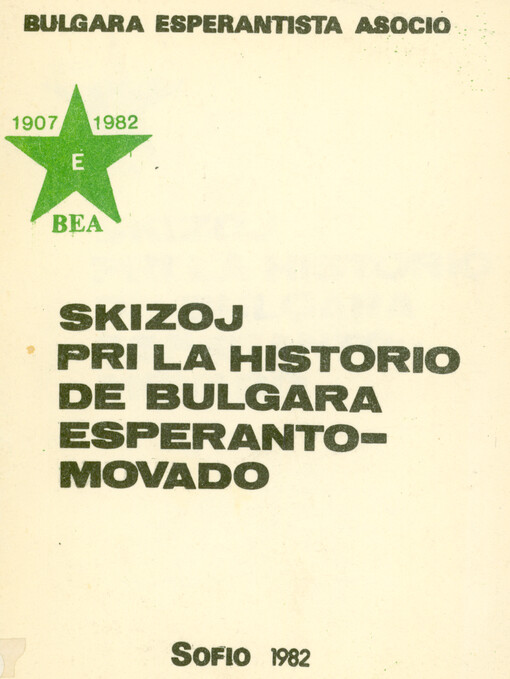 BULGARA ESPERANTISTA ASOCIO
1907 1982
E
BEA
SKIZOJ
PRI LA HISTORIO
DE BULGARA
ESPERANTO-
MOVADO
SOFIO 1982